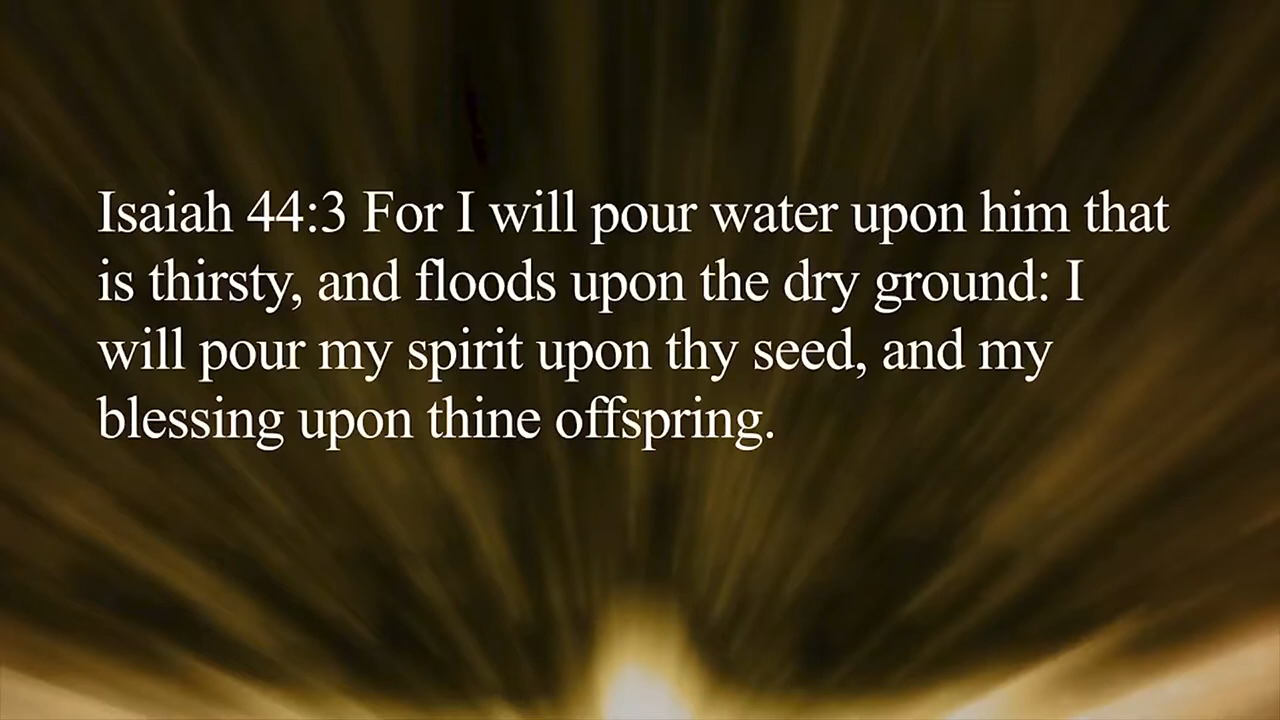 Isaiah 44:3 For I will pour water upon him that
is thirsty, and floods upon the dry ground: I
will pour my spirit upon thy seed, and my
blessing upon thine offspring.